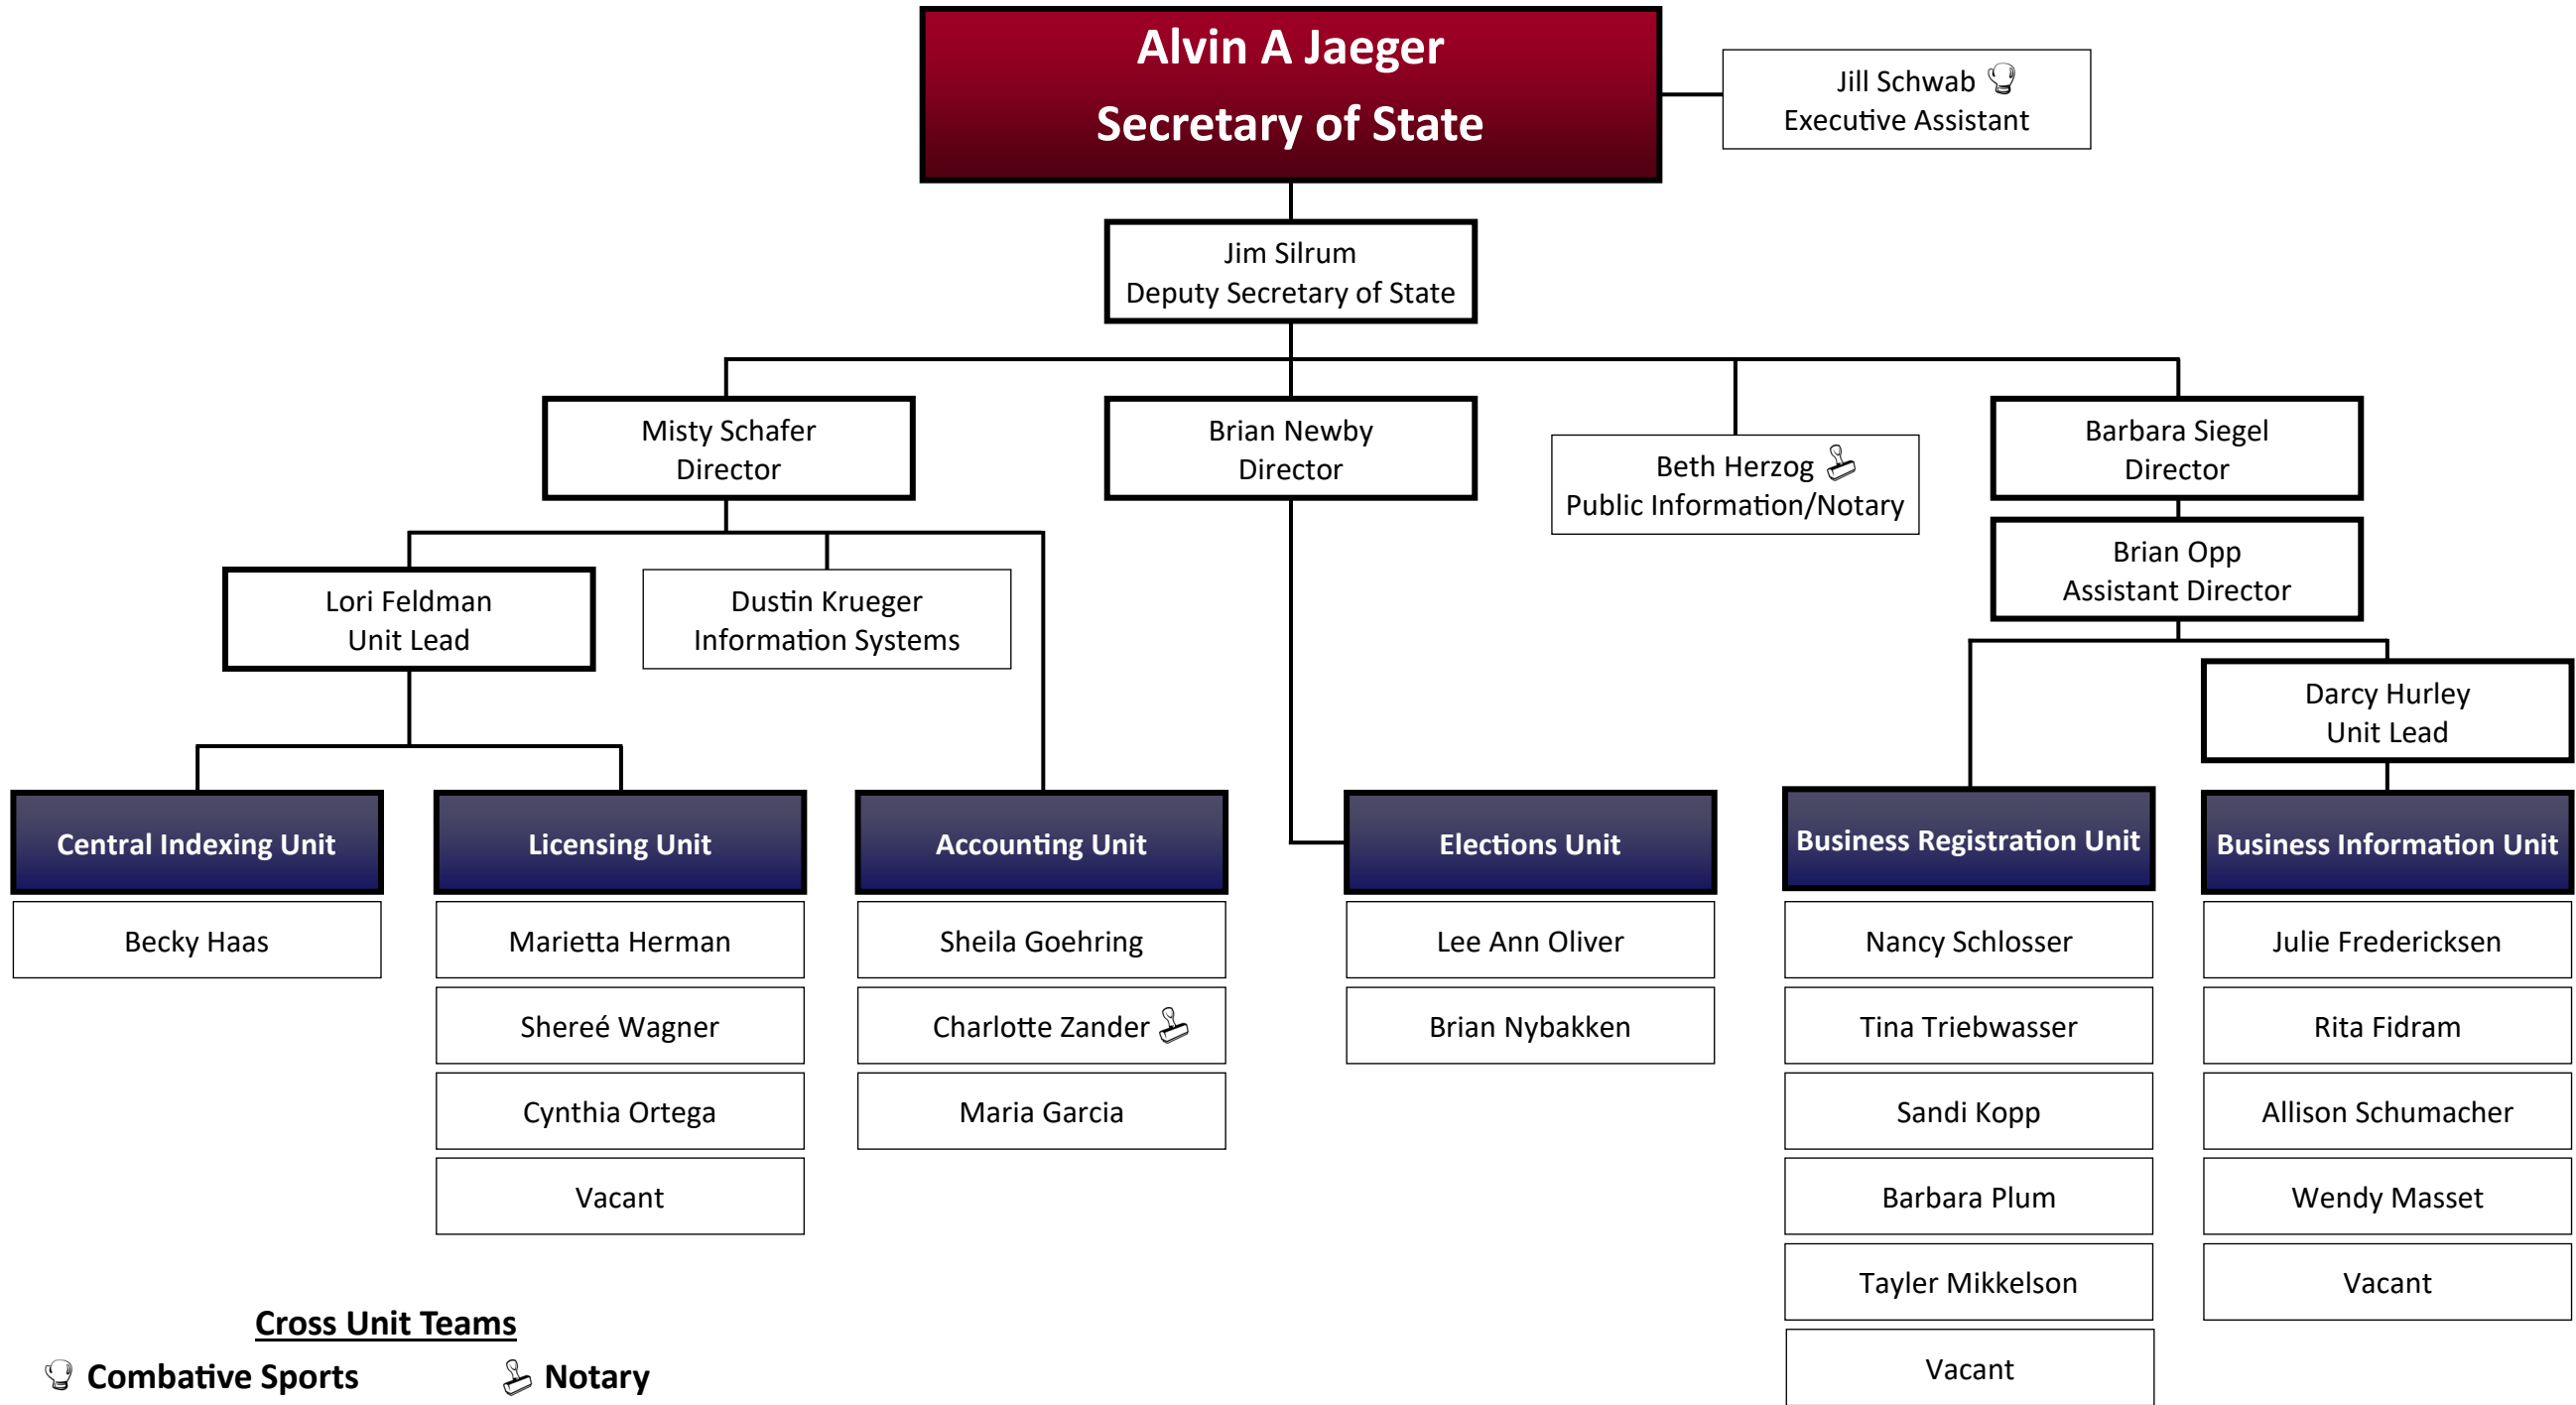 Alvin A Jaeger
Secretary of State
Jill Schwab
Executive Assistant
Jim Silrum
Deputy Secretary of State
Misty Schafer
Director
Brian Newby
Director
Beth Herzog
Public Information/Notary
Barbara Siegel
Director
Brian Opp
Assistant Director
Lori Feldman
Unit Lead
Dustin Krueger
Information Systems
Darcy Hurley
Unit Lead
Central Indexing Unit
Becky Haas
Licensing Unit
Marietta Herman
Shereé Wagner
Cynthia Ortega
Vacant
Accounting Unit
Sheila Goehring
Charlotte Zander
Maria Garcia
Elections Unit
Lee Ann Oliver
Brian Nybakken
Business Registration Unit
Nancy Schlosser
Tina Triebwasser
Sandi Kopp
Barbara Plum
Tayler Mikkelson
Vacant
Business Information Unit
Julie Fredericksen
Rita Fidram
Allison Schumacher
Wendy Masset
Vacant
Cross Unit Teams
Combative Sports
Notary